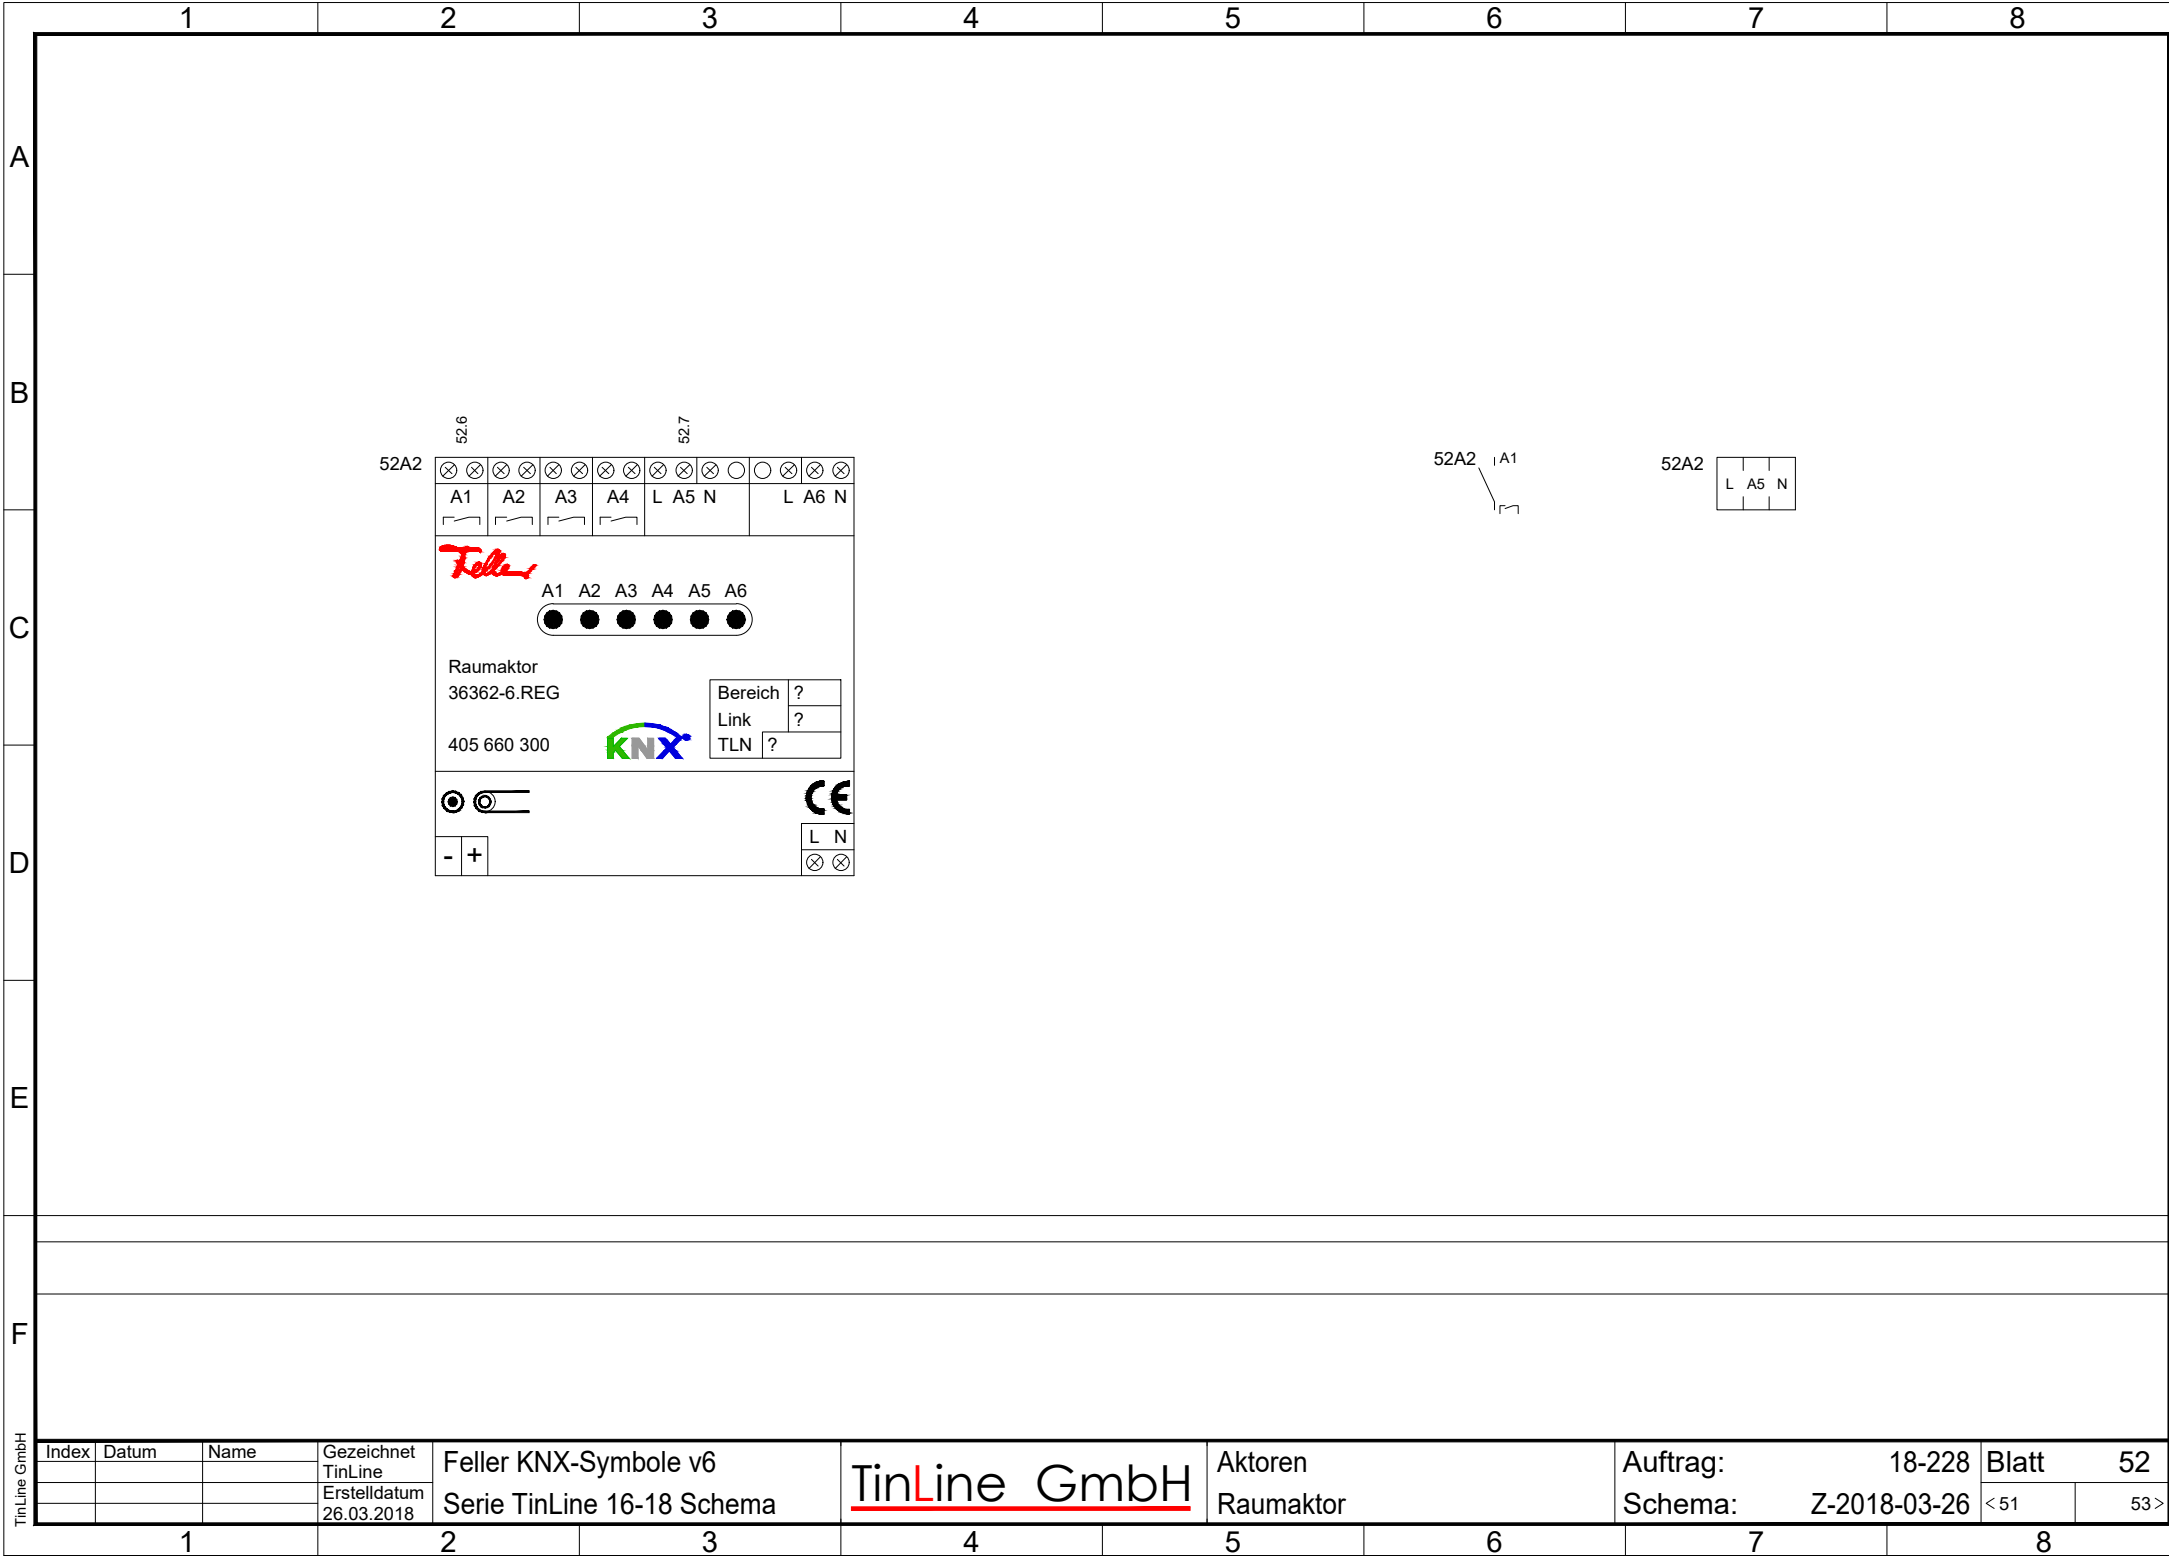 1 2 3 4 5 6 7 8
A
B
C
D
E
F
52.6 52.7
52A2
A1 A2 A3 A4 L A5 N L A6 N
Feller
A1 A2 A3 A4 A5 A6
Raumaktor
36362-6.REG
405 660 300
KNX
Bereich ?
Link ?
TLN ?
CE
L N
- +
52A2 A1
52A2
L A5 N
TinLine GmbH
Index Datum Name
Gezeichnet
TinLine
Erstelldatum
26.03.2018
Feller KNX-Symbole v6
Serie TinLine 16-18 Schema
TinLine GmbH
Aktoren
Raumaktor
Auftrag: 18-228
Schema: Z-2018-03-26
Blatt 52
<51 53>
1 2 3 4 5 6 7 8